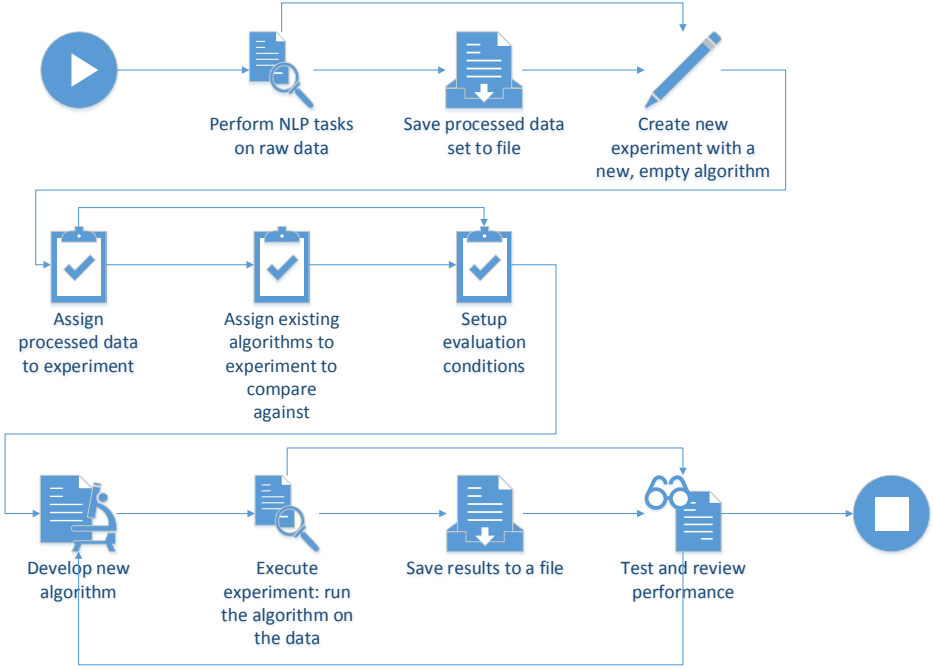 Perform NLP tasks
on raw data
Save processed data
set to file
Create new
experiment with a
new, empty algorithm
Assign
processed data
to experiment
Assign existing
algorithms to
experiment to
compare
against
Setup
evaluation
conditions
Develop new
algorithm
Execute
experiment: run
the algorithm on
the data
Save results to a file
Test and review
performance